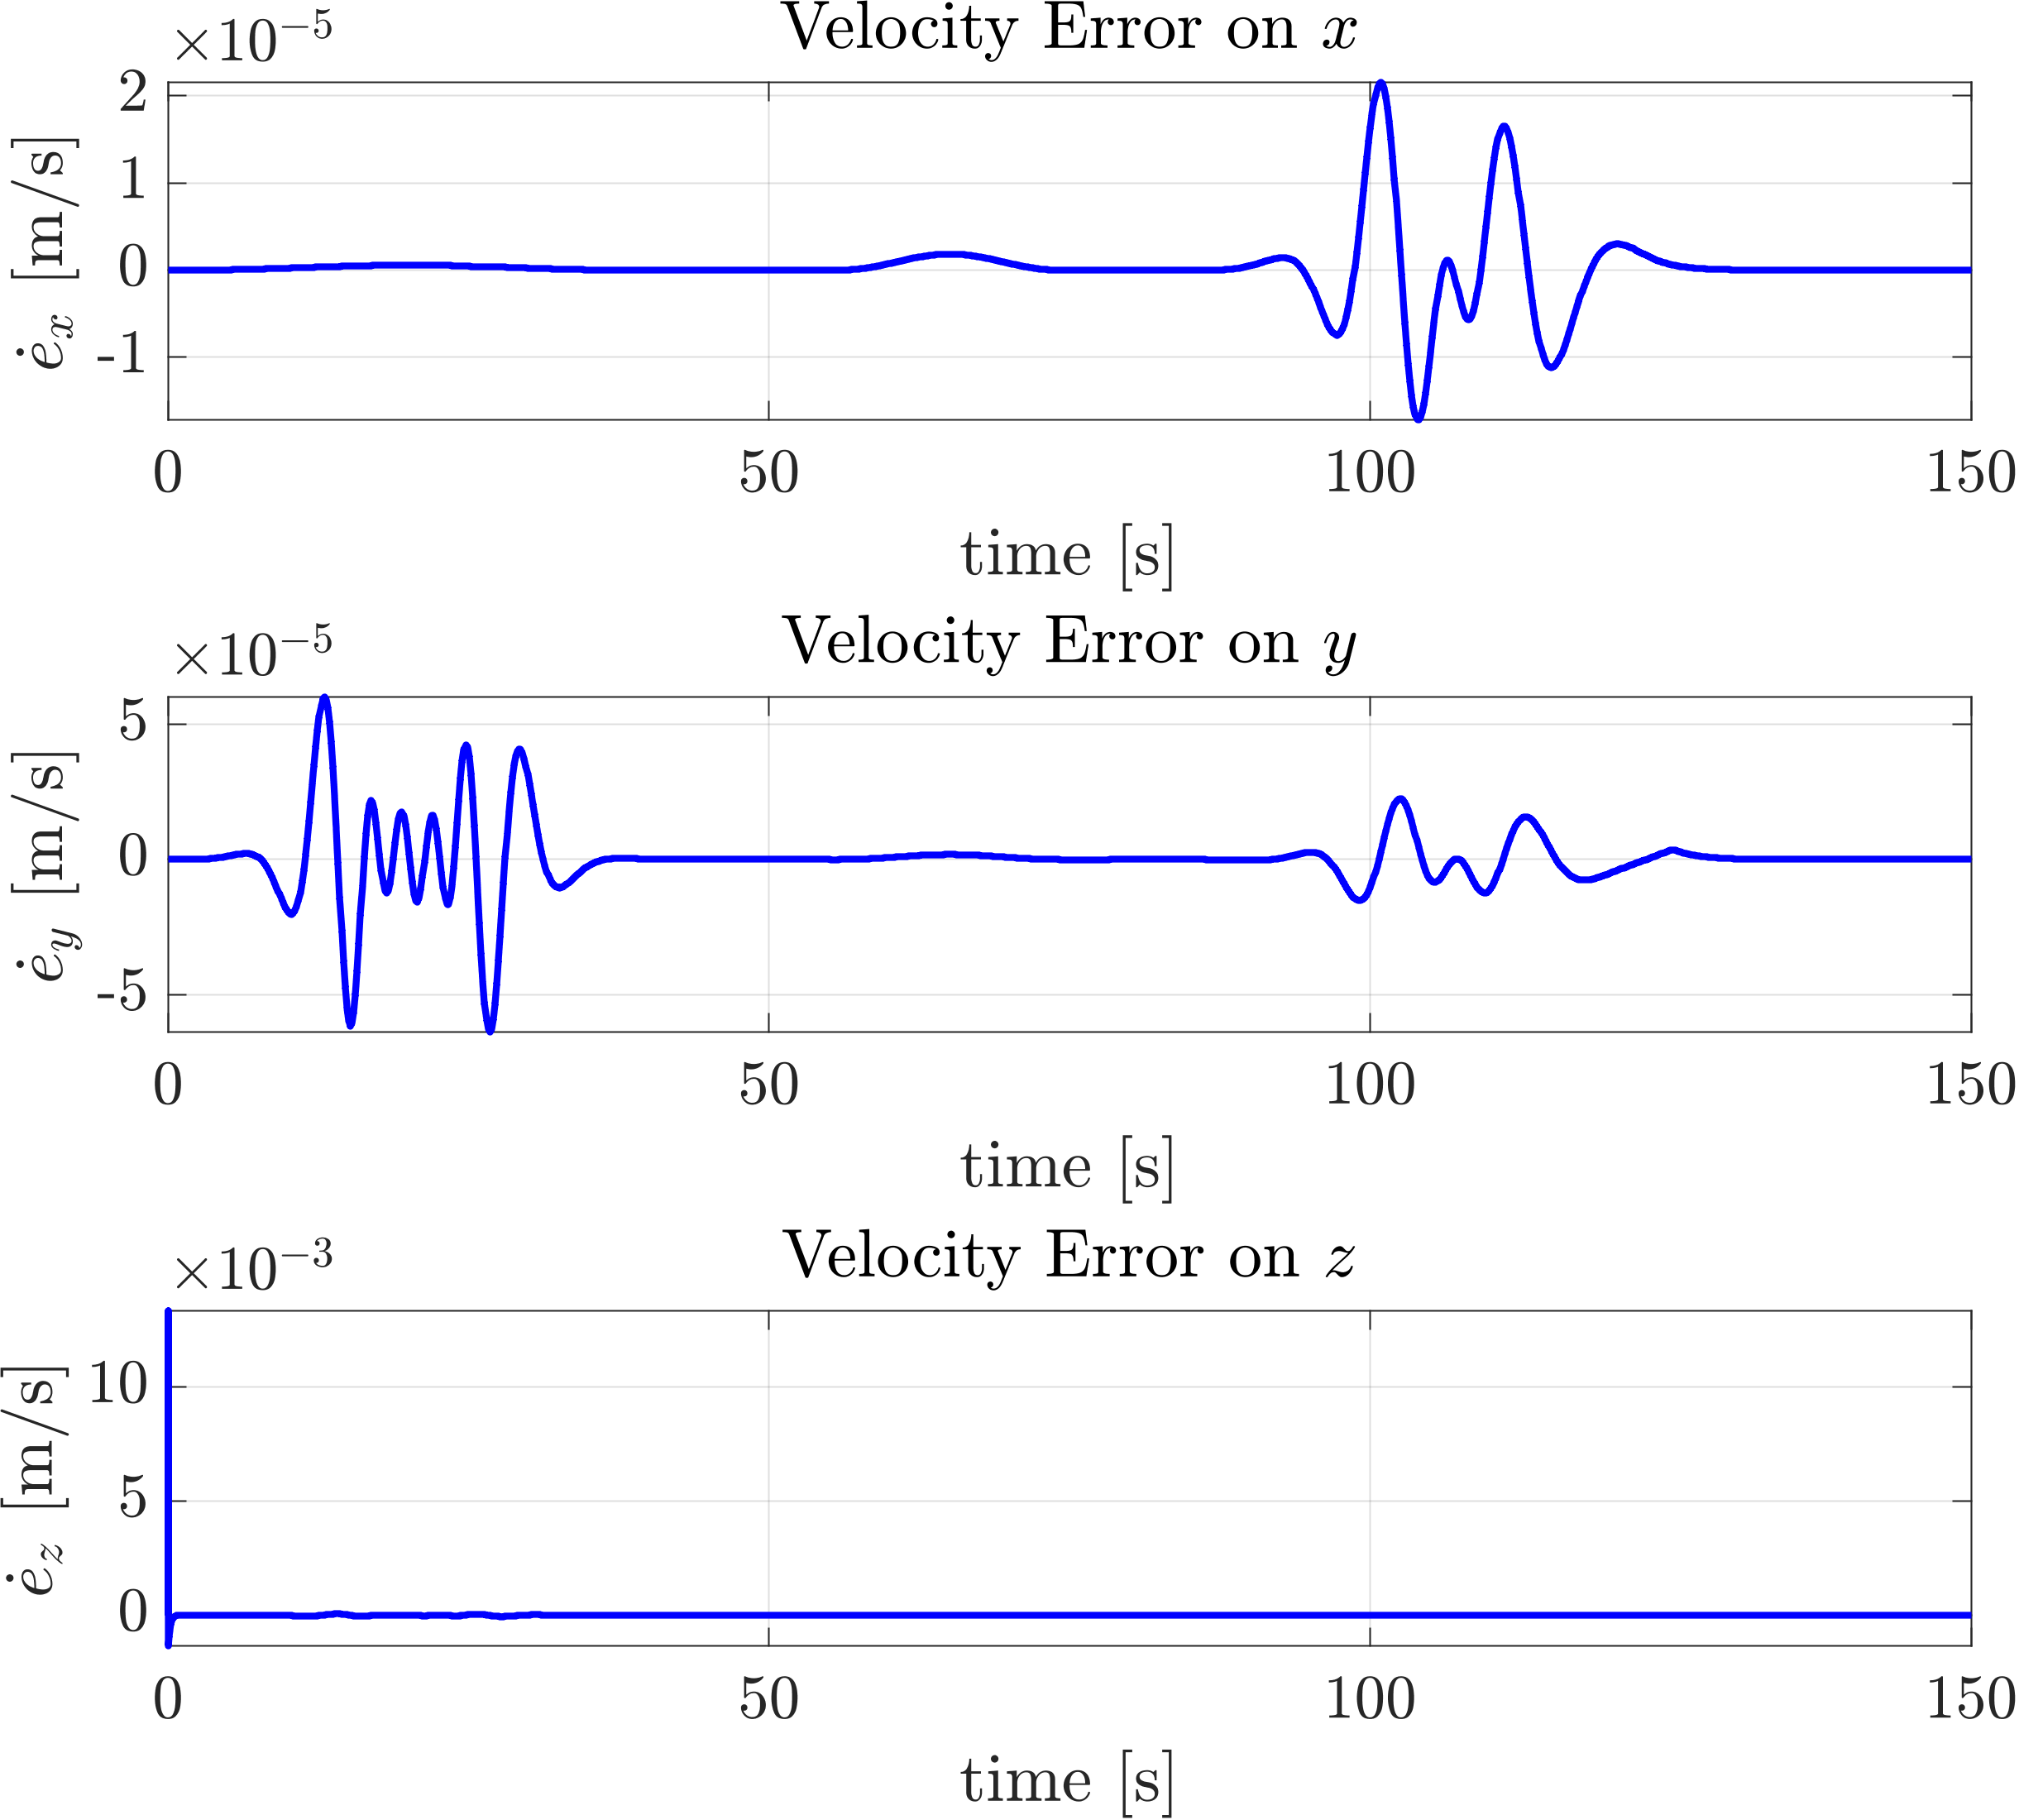 ×10⁻⁵
Velocity Error on x
ė_x [m/s]
2
1
0
-1
0 50 100 150
time [s]
×10⁻⁵
Velocity Error on y
ė_y [m/s]
5
0
-5
0 50 100 150
time [s]
×10⁻³
Velocity Error on z
ė_z [m/s]
10
5
0
0 50 100 150
time [s]